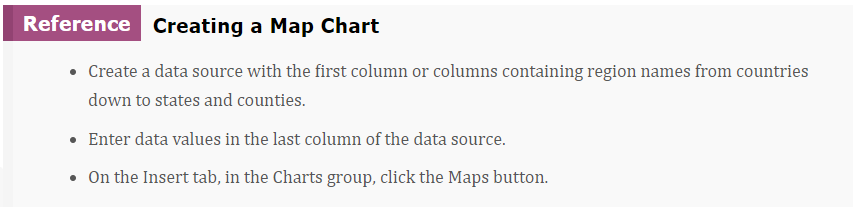 Reference Creating a Map Chart
• Create a data source with the first column or columns containing region names from countries
down to states and counties.
• Enter data values in the last column of the data source.
• On the Insert tab, in the Charts group, click the Maps button.